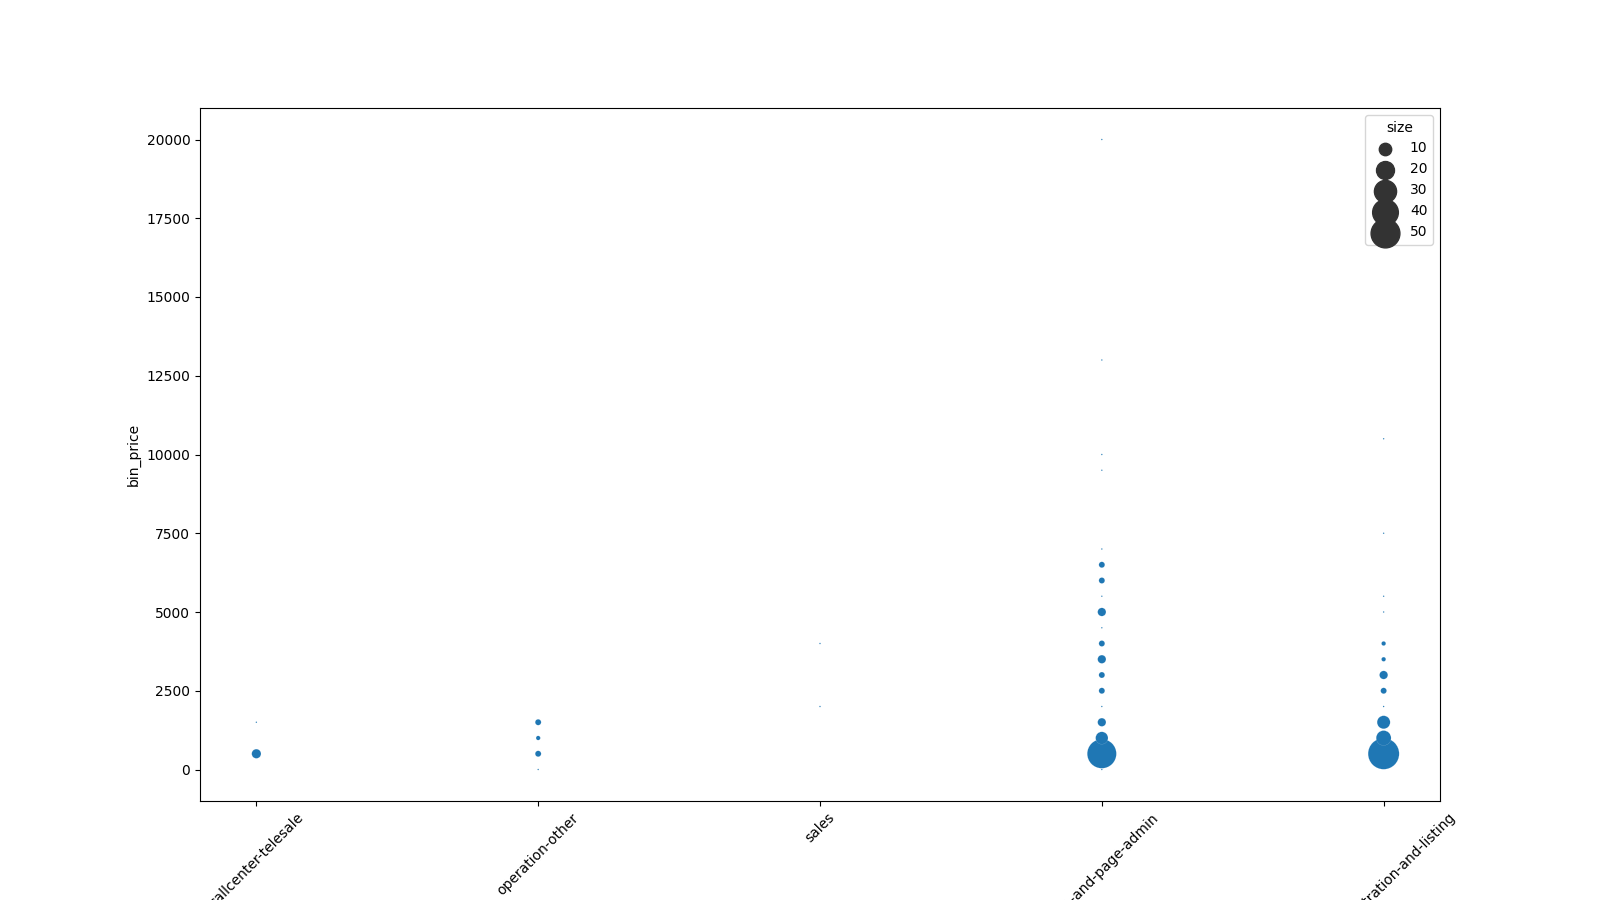 size
10
20
30
40
50
20000
17500
15000
12500
10000
7500
5000
2500
0
bin_price
allcenter-telesale
operation-other
sales
-and-page-admin
tration-and-listing